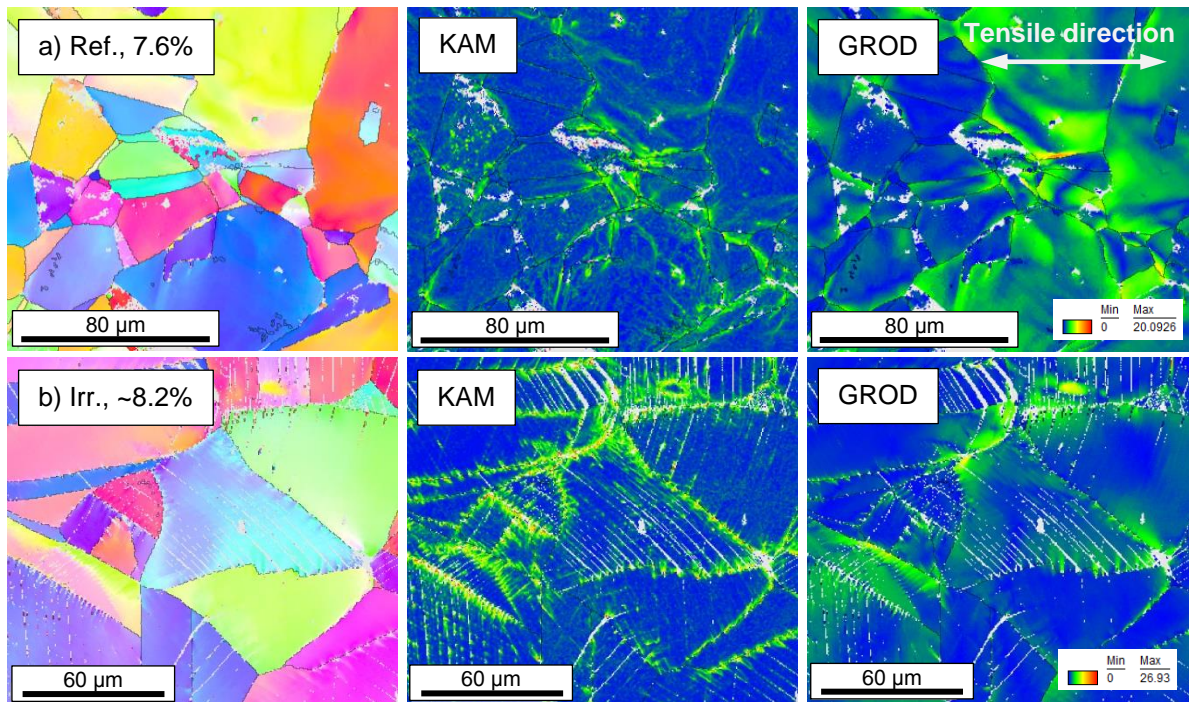 a) Ref., 7.6%
KAM
GROD
Tensile direction
80 µm
80 µm
80 µm
Min Max
0 20.0926
b) Irr., ~8.2%
KAM
GROD
60 µm
60 µm
60 µm
Min Max
0 26.93